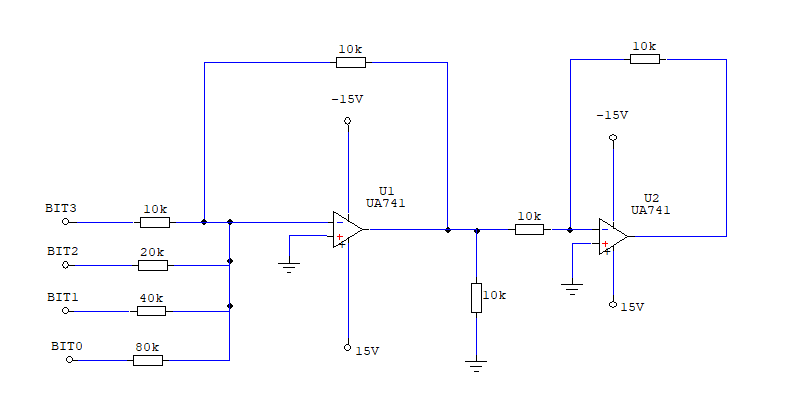 10k
10k
-15V
-15V
U1
UA741
U2
UA741
BIT3
10k
10k
BIT2
20k
BIT1
40k
10k
15V
BIT0
80k
15V